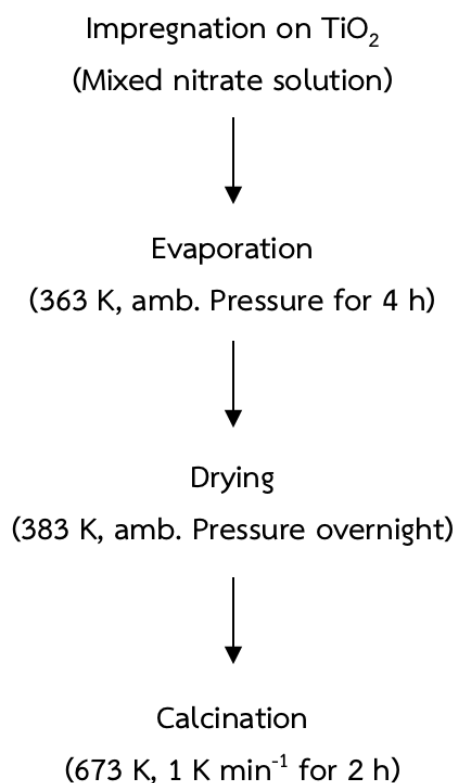 Impregnation on TiO₂
(Mixed nitrate solution)
Evaporation
(363 K, amb. Pressure for 4 h)
Drying
(383 K, amb. Pressure overnight)
Calcination
(673 K, 1 K min⁻¹ for 2 h)